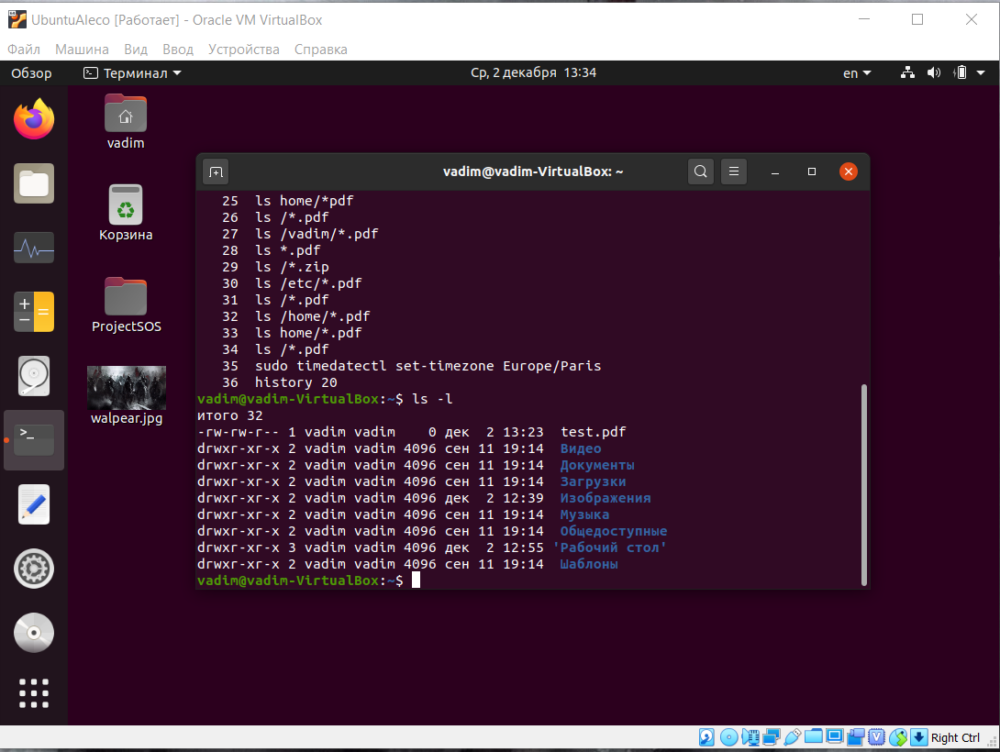 UbuntuAleco [Работает] - Oracle VM VirtualBox
Файл Машина Вид Ввод Устройства Справка
Обзор Терминал Ср, 2 декабря 13:34 en
vadim
Корзина
ProjectSOS
walpear.jpg
vadim@vadim-VirtualBox: ~
25 ls home/*pdf
26 ls /*.pdf
27 ls /vadim/*.pdf
28 ls *.pdf
29 ls /*.zip
30 ls /etc/*.pdf
31 ls /*.pdf
32 ls /home/*.pdf
33 ls home/*.pdf
34 ls /*.pdf
35 sudo timedatectl set-timezone Europe/Paris
36 history 20
vadim@vadim-VirtualBox:~$ ls -l
итого 32
-rw-rw-r-- 1 vadim vadim 0 дек 2 13:23 test.pdf
drwxr-xr-x 2 vadim vadim 4096 сен 11 19:14 Видео
drwxr-xr-x 2 vadim vadim 4096 сен 11 19:14 Документы
drwxr-xr-x 2 vadim vadim 4096 сен 11 19:14 Загрузки
drwxr-xr-x 2 vadim vadim 4096 дек 2 12:39 Изображения
drwxr-xr-x 2 vadim vadim 4096 сен 11 19:14 Музыка
drwxr-xr-x 2 vadim vadim 4096 сен 11 19:14 Общедоступные
drwxr-xr-x 3 vadim vadim 4096 дек 2 12:55 'Рабочий стол'
drwxr-xr-x 2 vadim vadim 4096 сен 11 19:14 Шаблоны
vadim@vadim-VirtualBox:~$
Right Ctrl